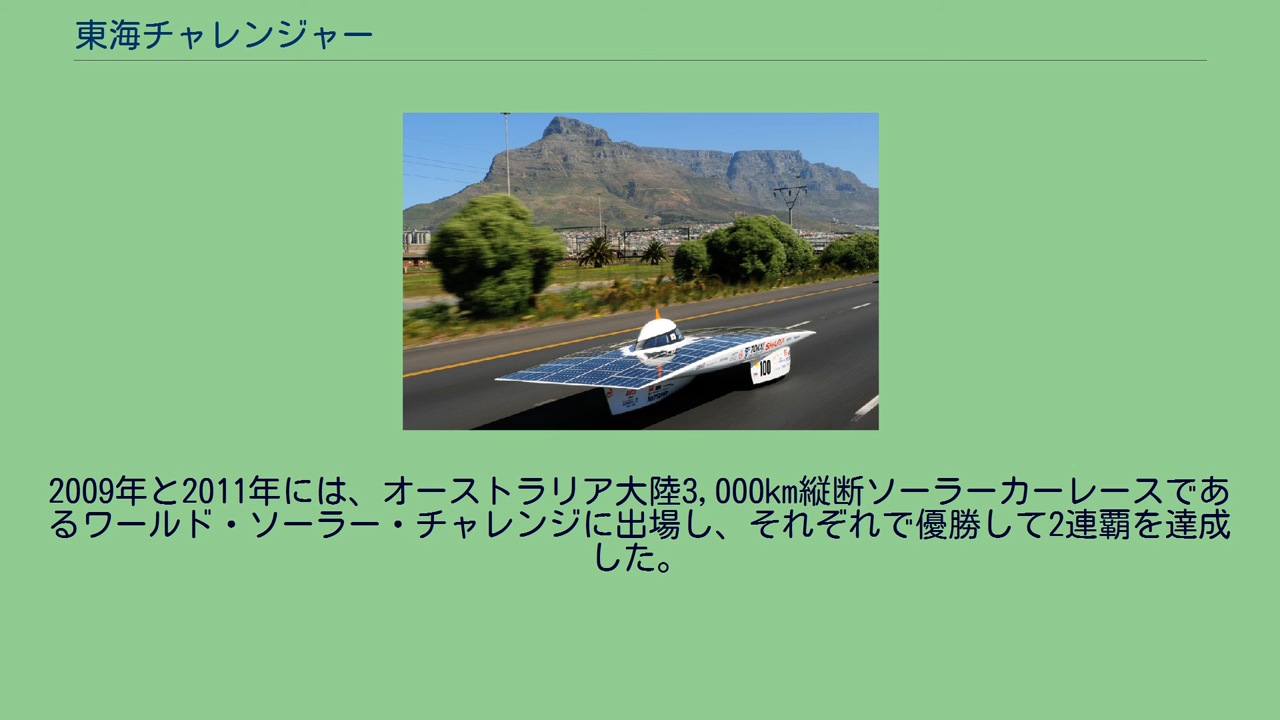 東海チャレンジャー
TOKAI SHARP
100
2009年と2011年には、オーストラリア大陸3,000km縦断ソーラーカーレースであ
るワールド・ソーラー・チャレンジに出場し、それぞれで優勝して2連覇を達成
した。